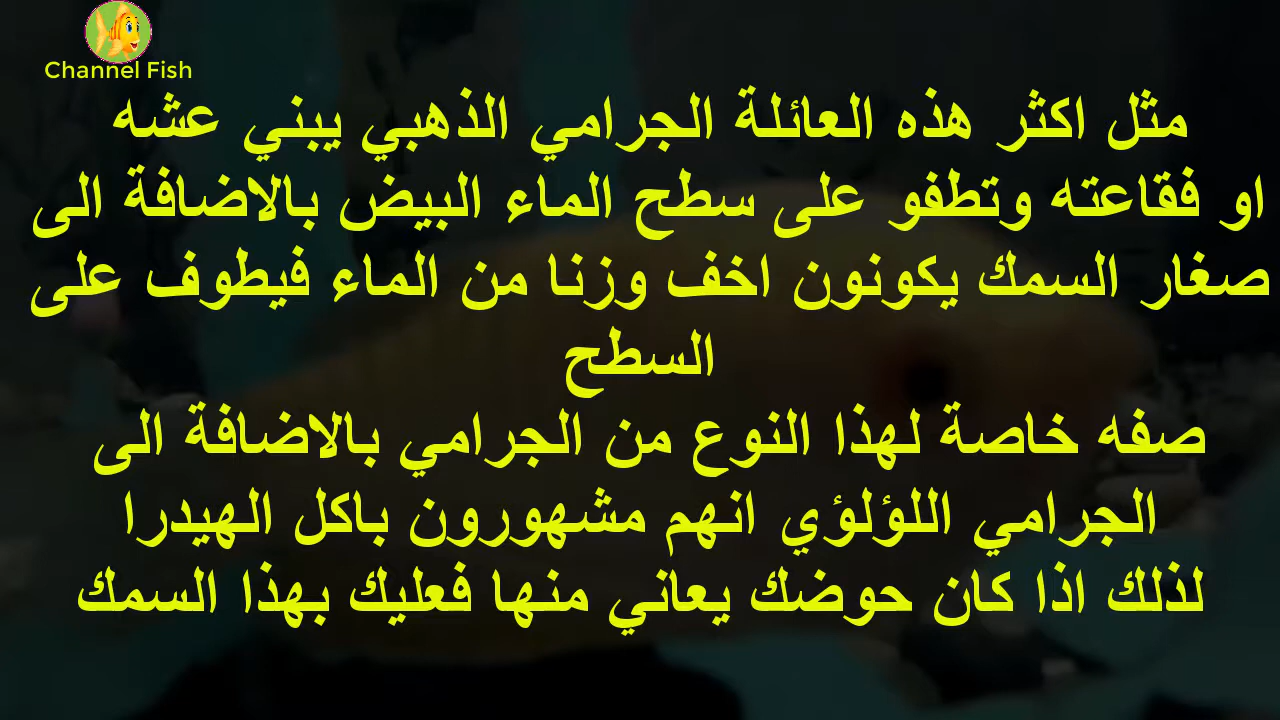 Channel Fish
مثل اكثر هذه العائلة الجرامي الذهبي يبني عشه
او فقاعته وتطفو على سطح الماء البيض بالاضافة الى
صغار السمك يكونون اخف وزنا من الماء فيطوف على
السطح
صفه خاصة لهذا النوع من الجرامي بالاضافة الى
الجرامي اللؤلؤي انهم مشهورون باكل الهيدرا
لذلك اذا كان حوضك يعاني منها فعليك بهذا السمك